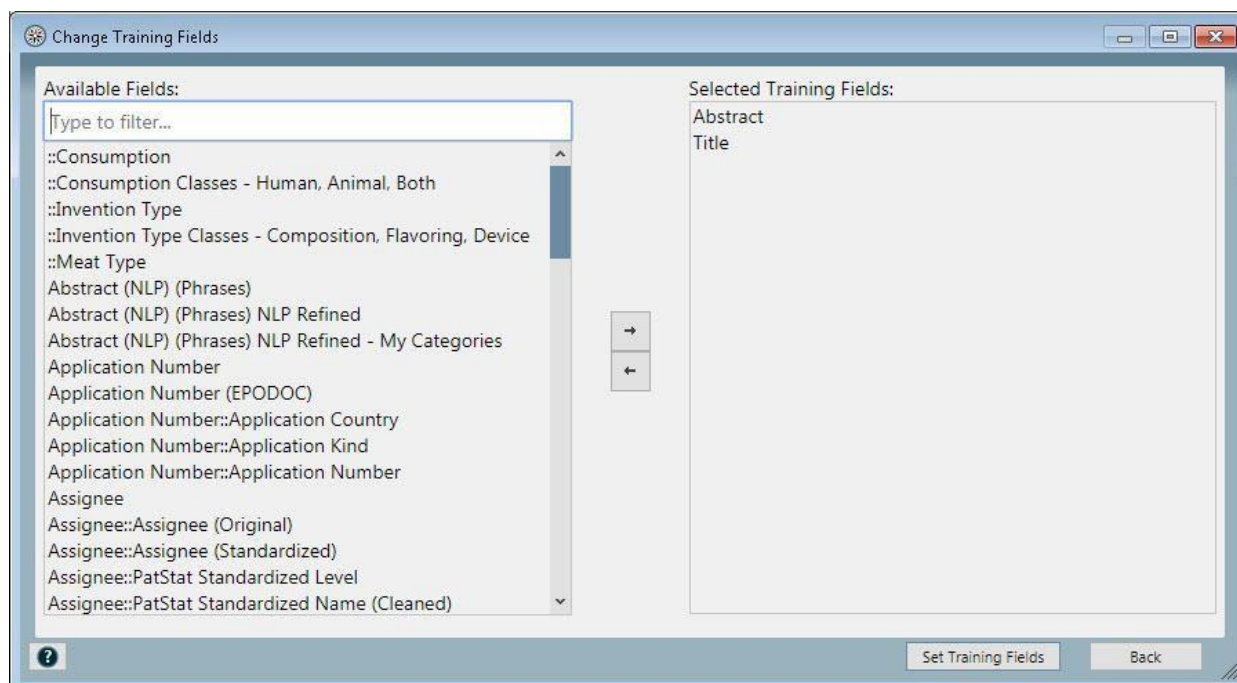 Change Training Fields
Available Fields:
Type to filter...
::Consumption
::Consumption Classes - Human, Animal, Both
::Invention Type
::Invention Type Classes - Composition, Flavoring, Device
::Meat Type
Abstract (NLP) (Phrases)
Abstract (NLP) (Phrases) NLP Refined
Abstract (NLP) (Phrases) NLP Refined - My Categories
Application Number
Application Number (EPODOC)
Application Number::Application Country
Application Number::Application Kind
Application Number::Application Number
Assignee
Assignee::Assignee (Original)
Assignee::Assignee (Standardized)
Assignee::PatStat Standardized Level
Assignee::PatStat Standardized Name (Cleaned)
Selected Training Fields:
Abstract
Title
?
Set Training Fields
Back